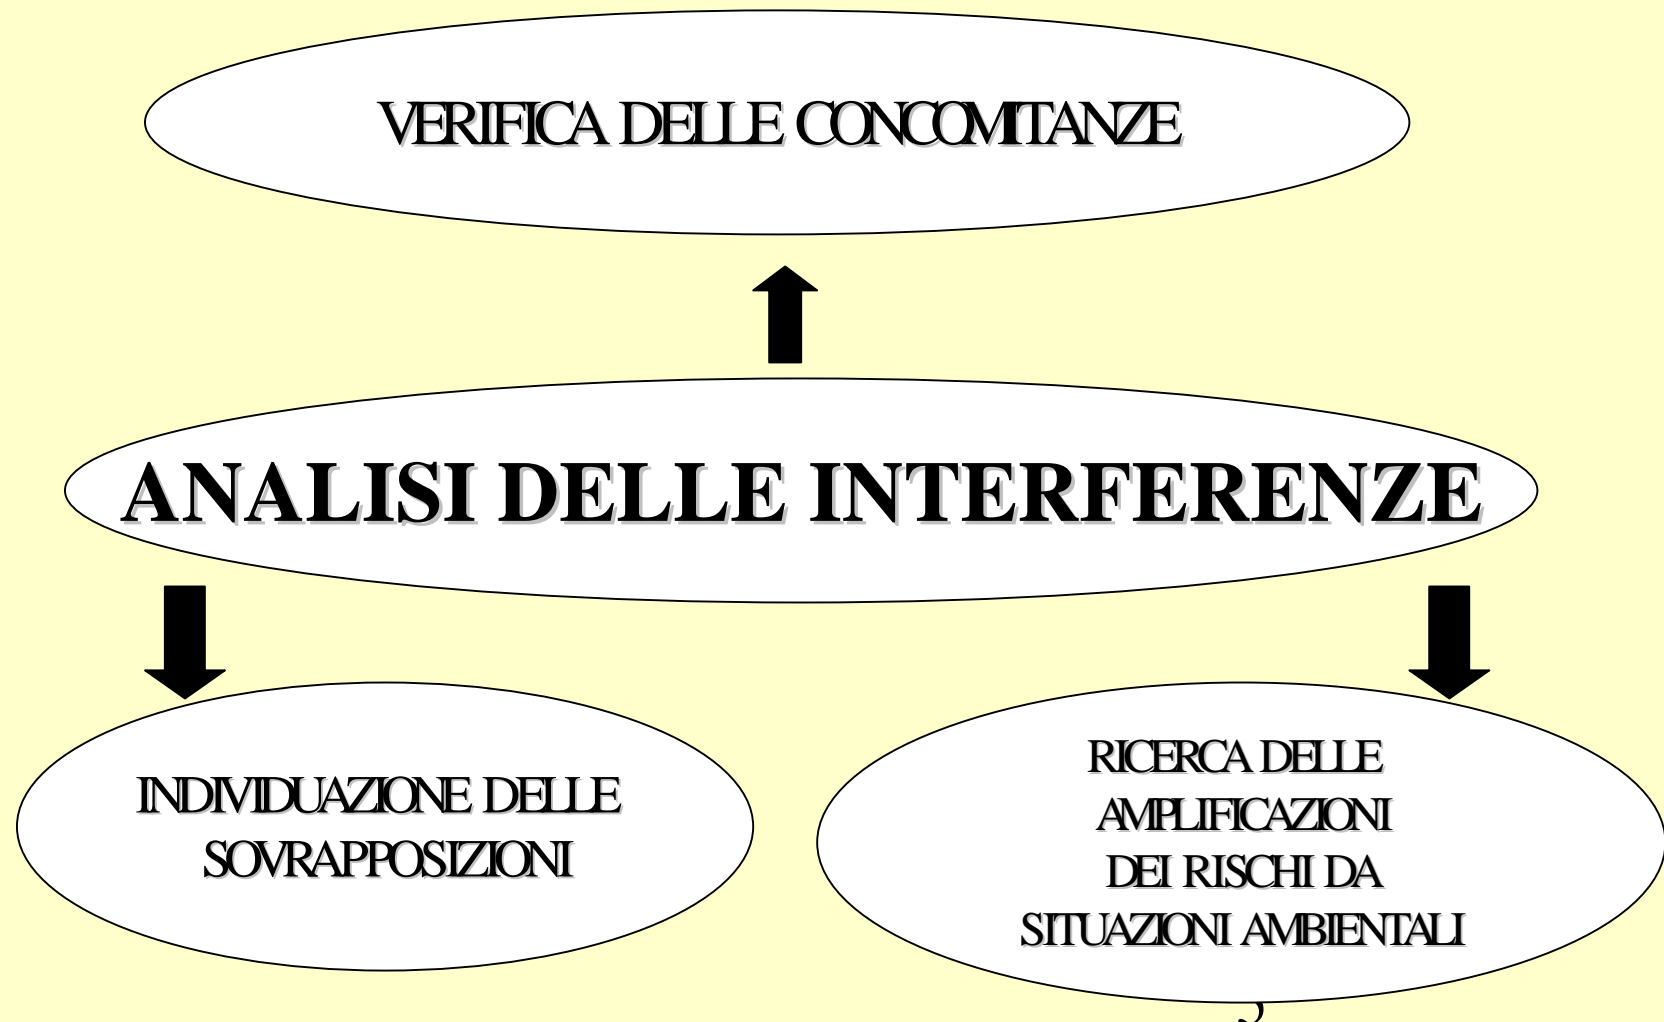 VERIFICA DELLE CONCOMITANZE
ANALISI DELLE INTERFERENZE
INDIVIDUAZIONE DELLE
SOVRAPPOSIZIONI
RICERCA DELLE
AMPLIFICAZIONI
DEI RISCHI DA
SITUAZIONI AMBIENTALI